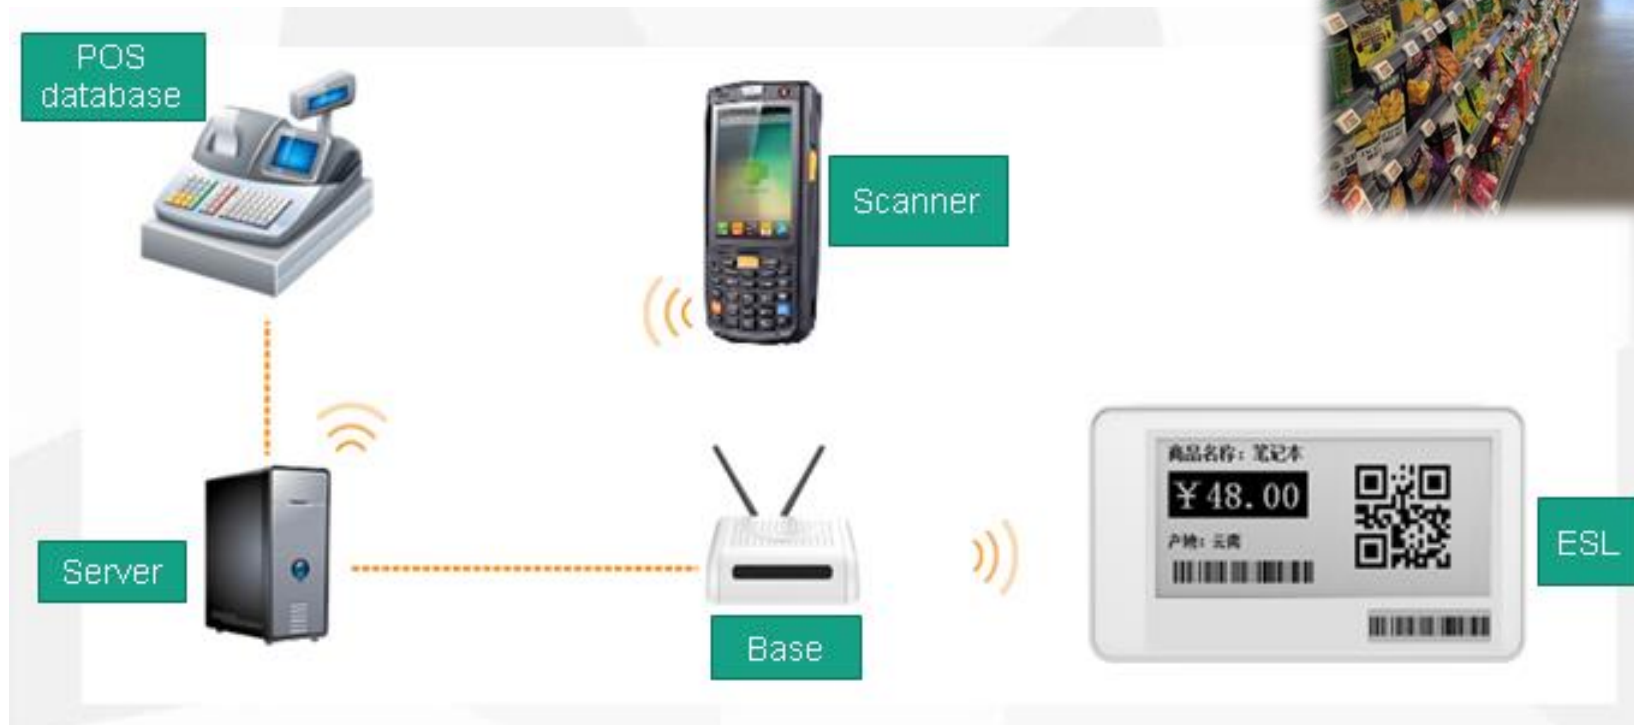 POS
database
Scanner
Server
Base
商品名称：笔记本
￥48.00
产地：云南
ESL